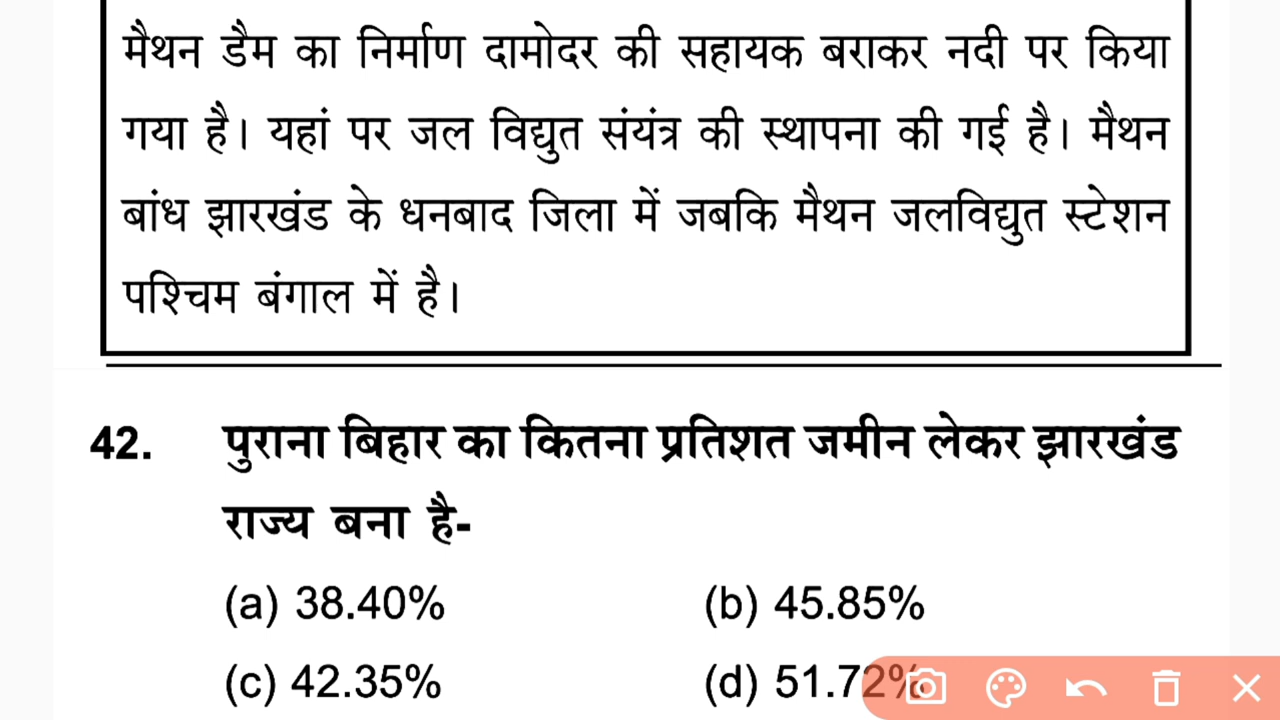 मैथन डैम का निर्माण दामोदर की सहायक बराकर नदी पर किया
गया है। यहां पर जल विद्युत संयंत्र की स्थापना की गई है। मैथन
बांध झारखंड के धनबाद जिला में जबकि मैथन जलविद्युत स्टेशन
पश्चिम बंगाल में है।
42. पुराना बिहार का कितना प्रतिशत जमीन लेकर झारखंड
राज्य बना है-
(a) 38.40% (b) 45.85%
(c) 42.35% (d) 51.72%